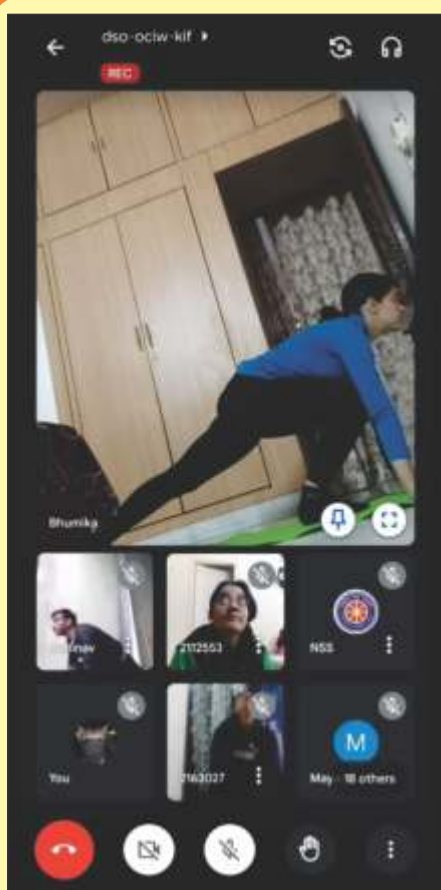 dso-ociw-kif
REC
Bhumika
2112553
NSS
You
2163027
M
May
18 others